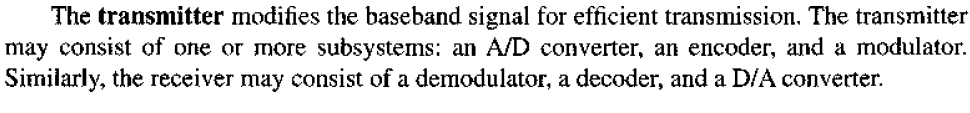 The transmitter modifies the baseband signal for efficient transmission. The transmitter
may consist of one or more subsystems: an A/D converter, an encoder, and a modulator.
Similarly, the receiver may consist of a demodulator, a decoder, and a D/A converter.